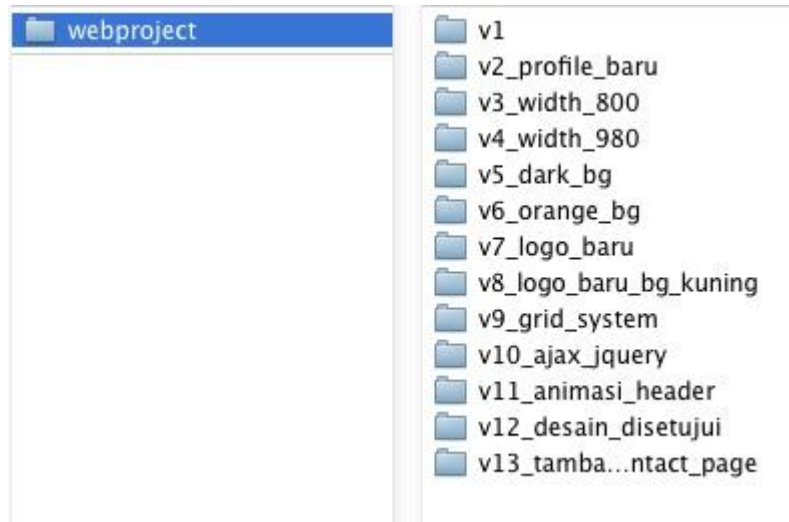 webproject
v1
v2_profile_baru
v3_width_800
v4_width_980
v5_dark_bg
v6_orange_bg
v7_logo_baru
v8_logo_baru_bg_kuning
v9_grid_system
v10_ajax_jquery
v11_animasi_header
v12_desain_disetujui
v13_tamba...ntact_page